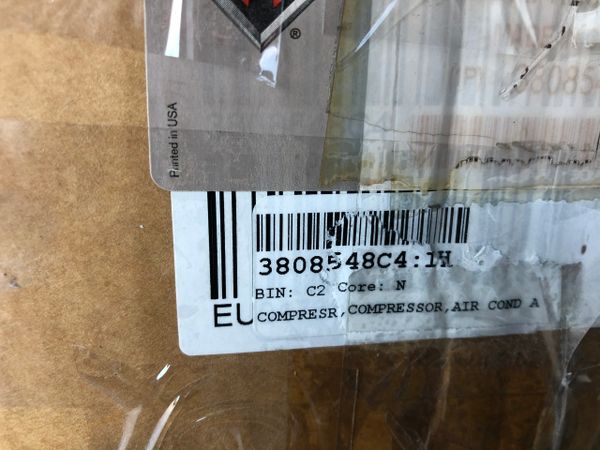 ®
Printed in USA
3808548C4:1H
BIN: C2 Core: N
EU
COMPRESR,COMPRESSOR,AIR COND A